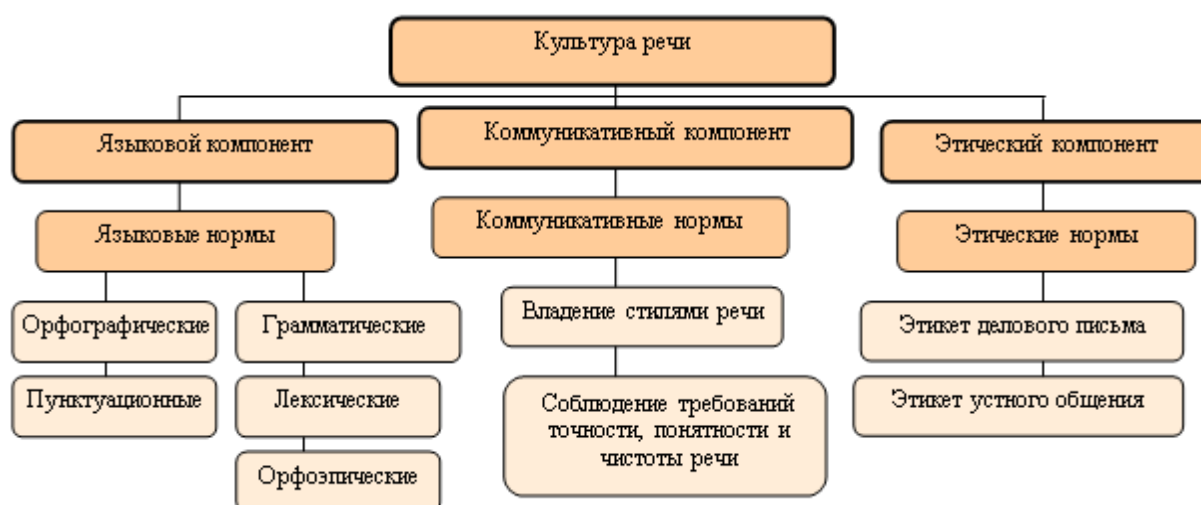 Культура речи
Языковой компонент
Коммуникативный компонент
Этический компонент
Языковые нормы
Коммуникативные нормы
Этические нормы
Орфографические
Грамматические
Владение стилями речи
Этикет делового письма
Пунктуационные
Лексические
Соблюдение требований
точности, понятности и
чистоты речи
Этикет устного общения
Орфоэпические